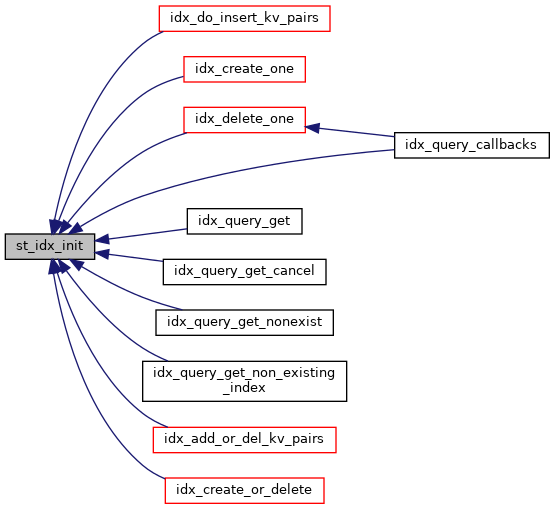 idx_do_insert_kv_pairs
idx_create_one
idx_delete_one
idx_query_callbacks
idx_query_get
st_idx_init
idx_query_get_cancel
idx_query_get_nonexist
idx_query_get_non_existing
_index
idx_add_or_del_kv_pairs
idx_create_or_delete